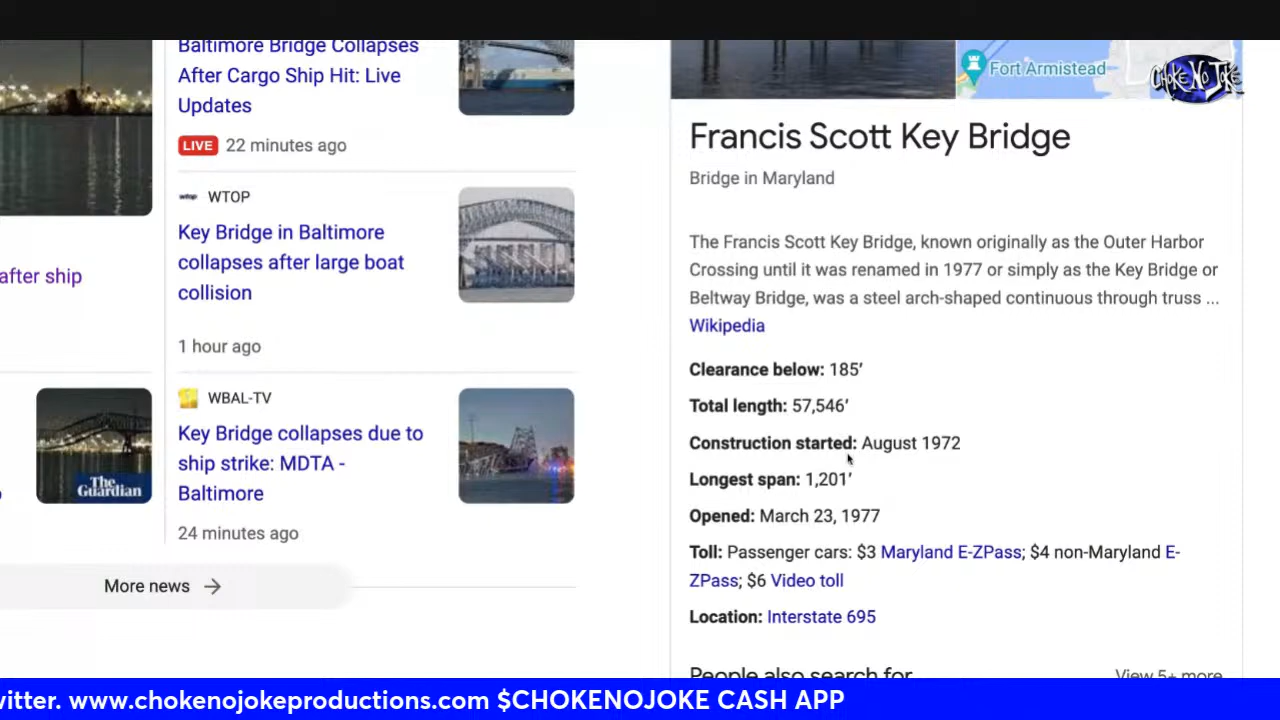 Baltimore Bridge Collapses
After Cargo Ship Hit: Live
Updates
LIVE 22 minutes ago
wtop WTOP
Key Bridge in Baltimore
collapses after large boat
collision
1 hour ago
after ship
The
Guardian
WBAL-TV
Key Bridge collapses due to
ship strike: MDTA -
Baltimore
24 minutes ago
More news →
Fort Armistead
CHOKE NO JOKE
Francis Scott Key Bridge
Bridge in Maryland
The Francis Scott Key Bridge, known originally as the Outer Harbor
Crossing until it was renamed in 1977 or simply as the Key Bridge or
Beltway Bridge, was a steel arch-shaped continuous through truss ...
Wikipedia
Clearance below: 185′
Total length: 57,546′
Construction started: August 1972
Longest span: 1,201′
Opened: March 23, 1977
Toll: Passenger cars: $3 Maryland E-ZPass; $4 non-Maryland E-
ZPass; $6 Video toll
Location: Interstate 695
People also search for
View 5+ more
witter. www.chokenojokeproductions.com $CHOKENOJOKE CASH APP